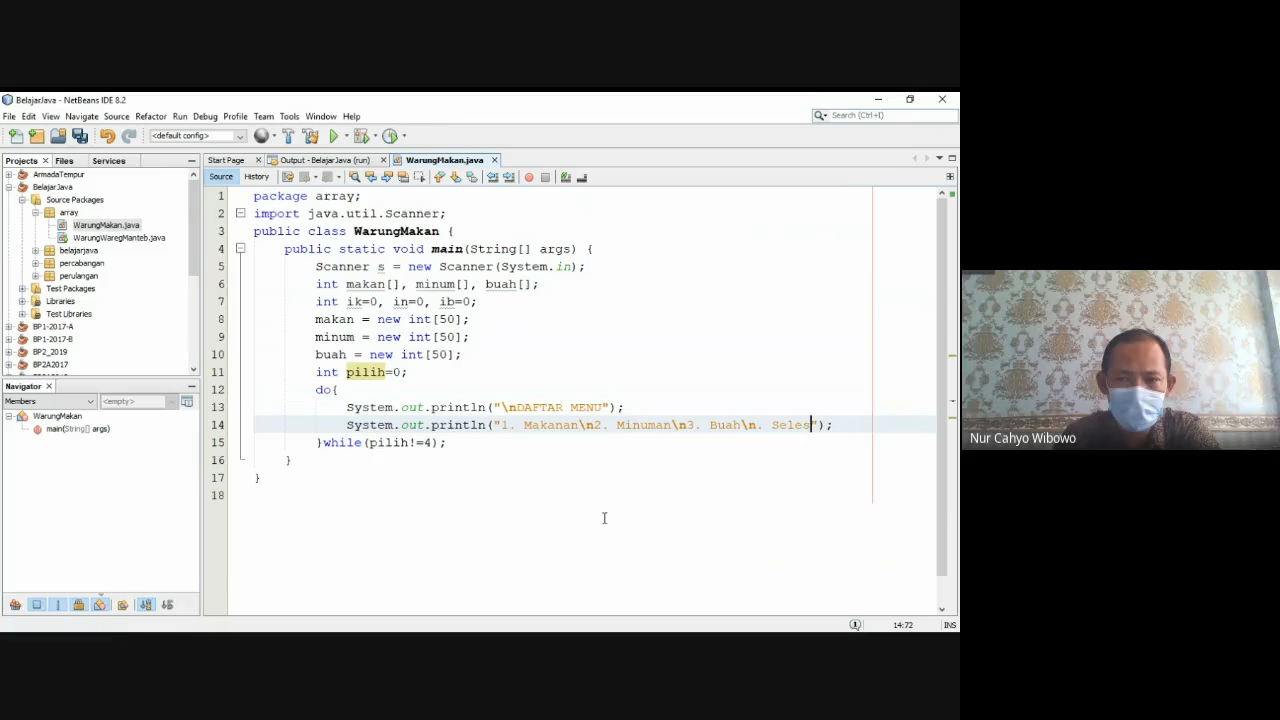 BelajarJava - NetBeans IDE 8.2
File Edit View Navigate Source Refactor Run Debug Profile Team Tools Window Help
Search (Ctrl+I)
<default config>
Projects Files Services
Start Page Output - BelajarJava (run) WarungMakan.java
Source History
ArmadaTempur
BelajarJava
Source Packages
array
WarungMakan.java
WarungWaregManteb.java
belajarjava
percabangan
perulangan
Test Packages
Libraries
Test Libraries
BP1-2017-A
BP1-2017-B
BP2_2019
BP2A2017
Navigator
Members <empty>
WarungMakan
main(String[] args)
1 package array;
2 import java.util.Scanner;
3 public class WarungMakan {
4 public static void main(String[] args) {
5 Scanner s = new Scanner(System.in);
6 int makan[], minum[], buah[];
7 int ik=0, in=0, ib=0;
8 makan = new int[50];
9 minum = new int[50];
10 buah = new int[50];
11 int pilih=0;
12 do{
13 System.out.println("\nDAFTAR MENU");
14 System.out.println("1. Makanan\n2. Minuman\n3. Buah\n. Seles");
15 }while(pilih!=4);
16 }
17 }
18
14:72 INS
Nur Cahyo Wibowo